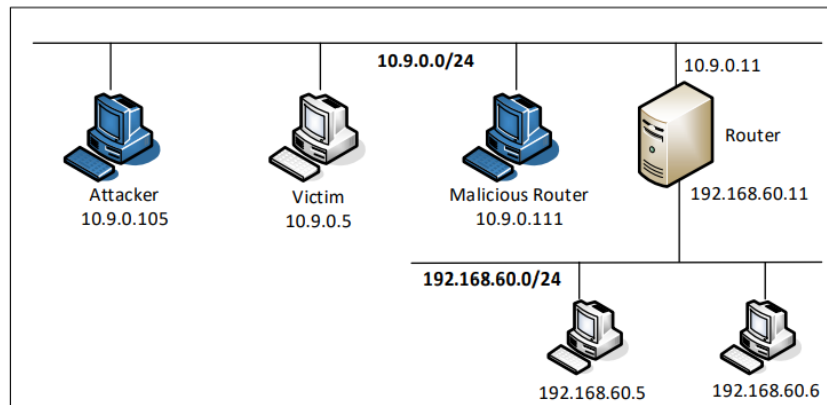 10.9.0.0/24
10.9.0.11
Router
Attacker
10.9.0.105
Victim
10.9.0.5
Malicious Router
10.9.0.111
192.168.60.11
192.168.60.0/24
192.168.60.5
192.168.60.6